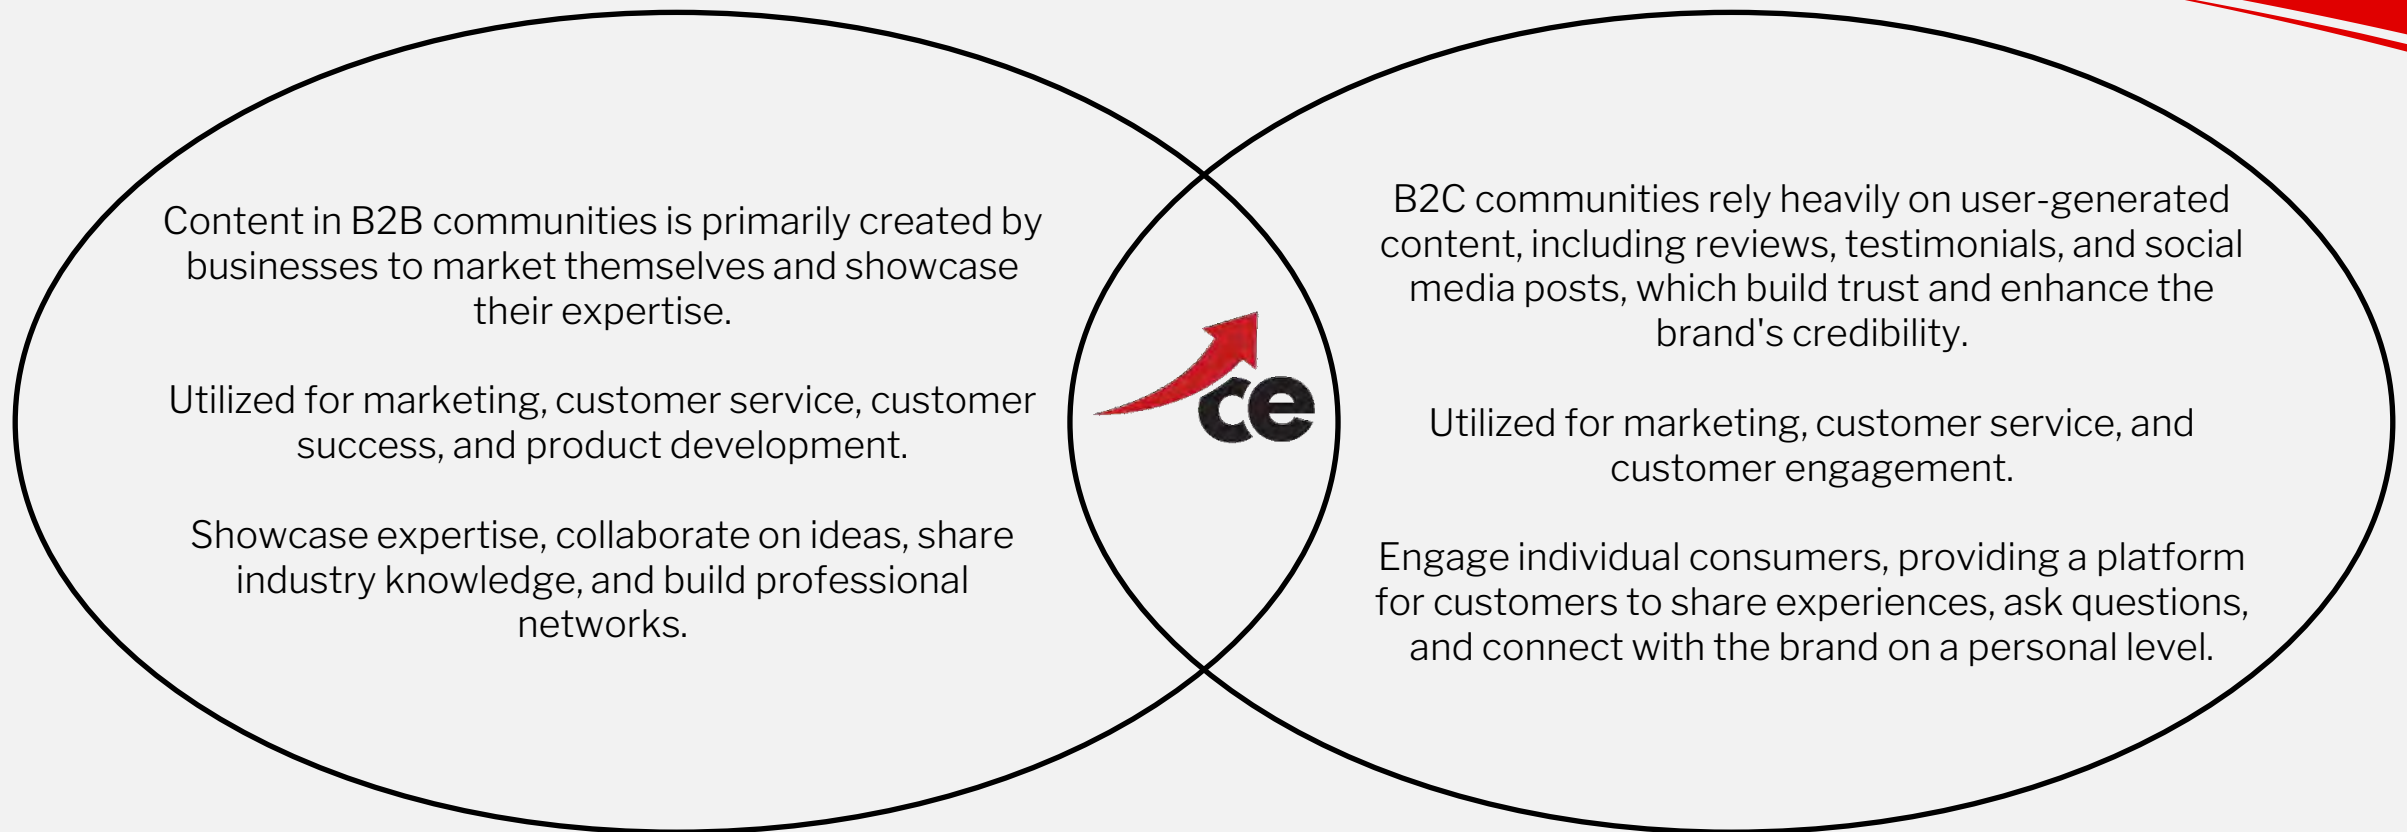 Content in B2B communities is primarily created by
businesses to market themselves and showcase
their expertise.
Utilized for marketing, customer service, customer
success, and product development.
Showcase expertise, collaborate on ideas, share
industry knowledge, and build professional
networks.
ce
B2C communities rely heavily on user-generated
content, including reviews, testimonials, and social
media posts, which build trust and enhance the
brand's credibility.
Utilized for marketing, customer service, and
customer engagement.
Engage individual consumers, providing a platform
for customers to share experiences, ask questions,
and connect with the brand on a personal level.